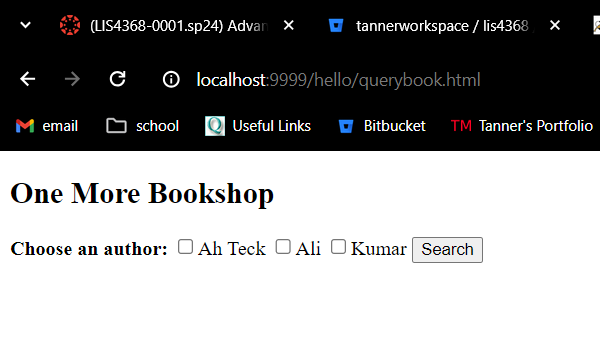 (LIS4368-0001.sp24) Advan
tannerworkspace / lis4368
localhost:9999/hello/querybook.html
email school Useful Links Bitbucket TM Tanner's Portfolio
One More Bookshop
Choose an author: Ah Teck Ali Kumar Search